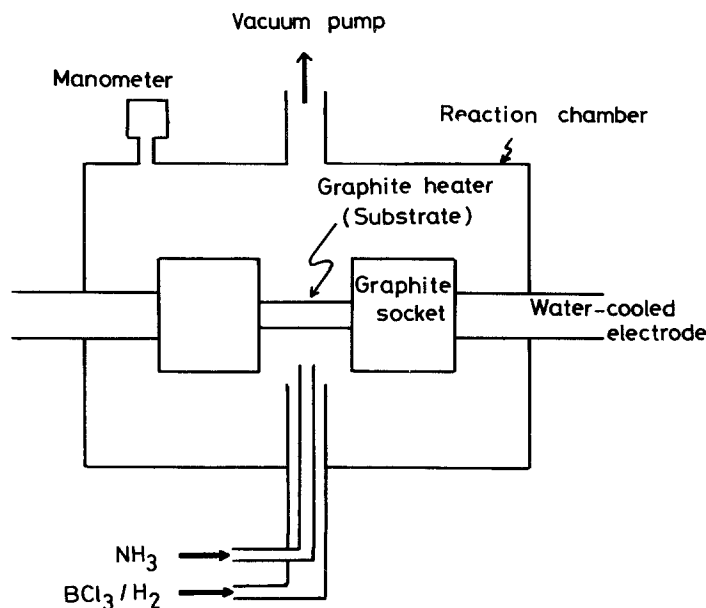 Vacuum pump
Manometer
Reaction chamber
Graphite heater
(Substrate)
Graphite
socket
Water-cooled
electrode
NH3
BCl3/H2